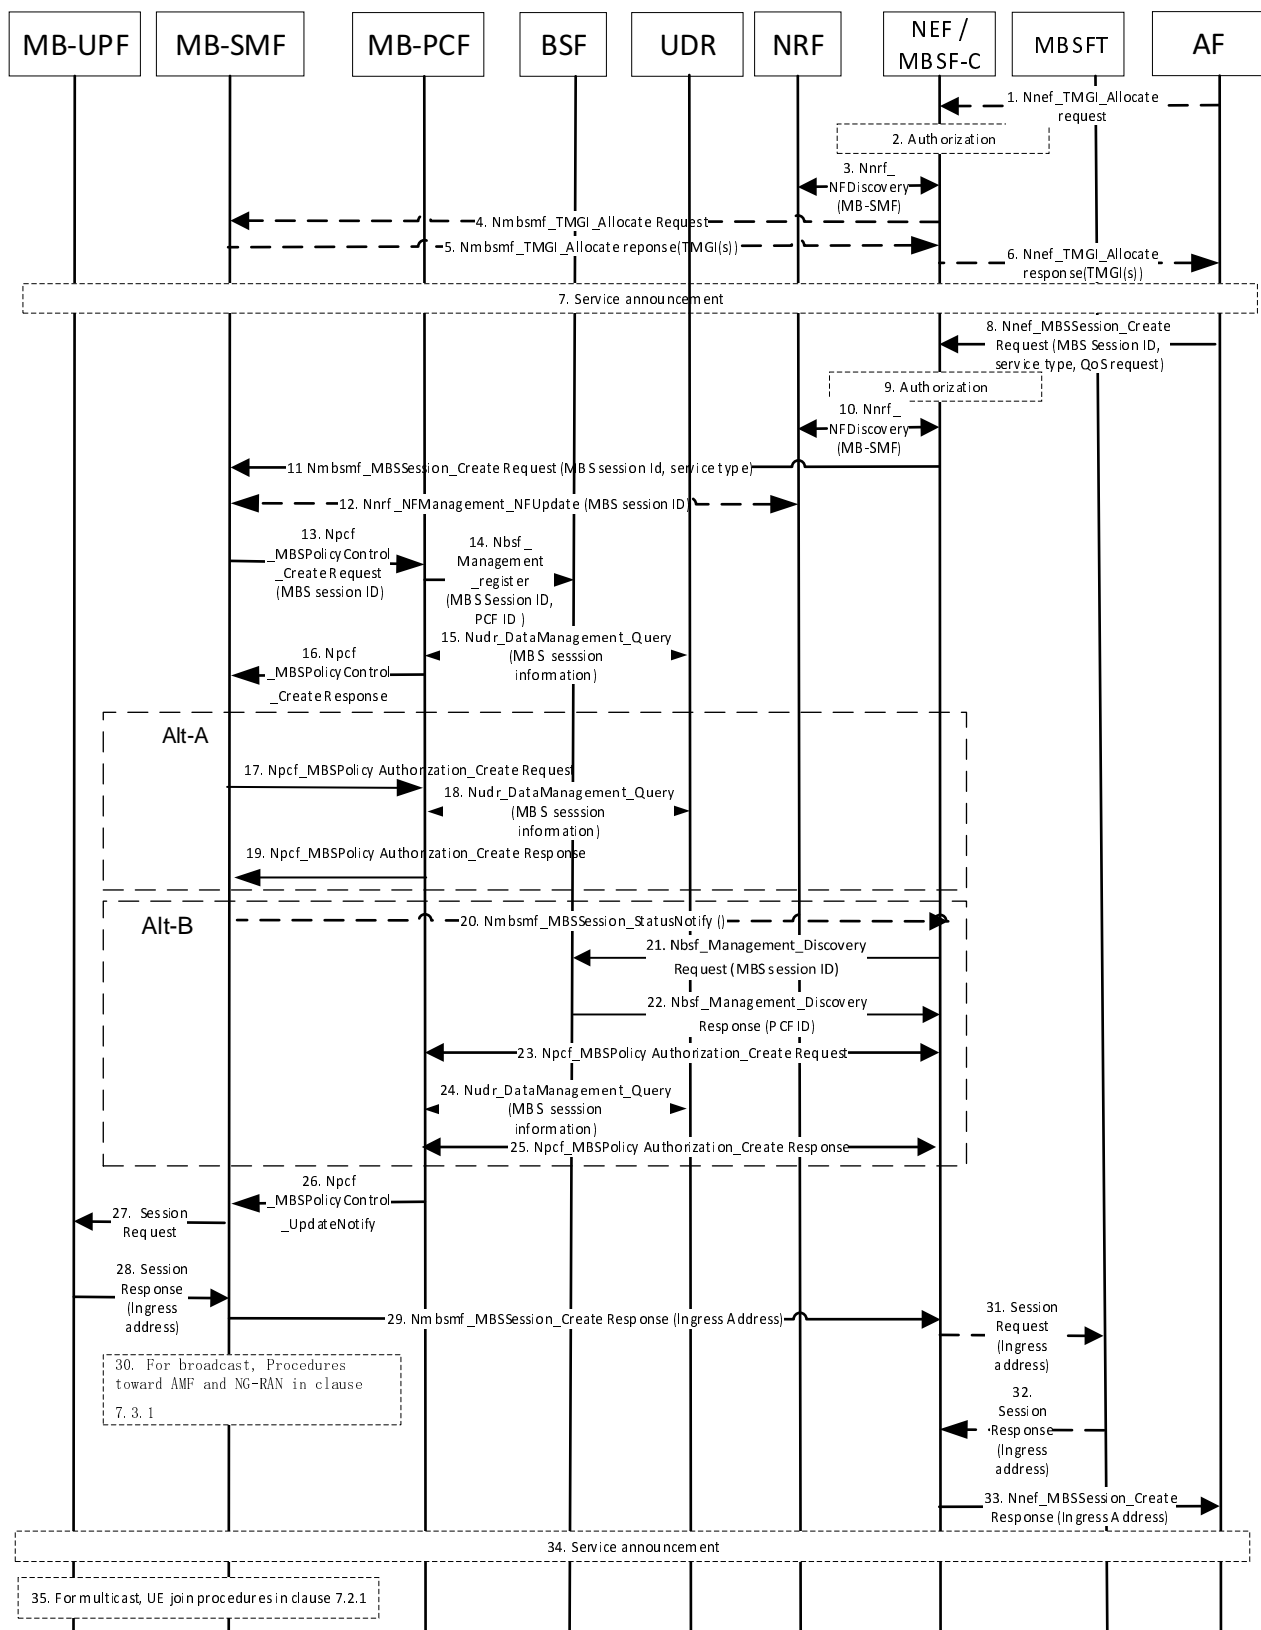 MB-UPF
MB-SMF
MB-PCF
BSF
UDR
NRF
NEF /
MBSF-C
MBSFT
AF
1. Nnef_TMGI_Allocate
request
2. Authorization
3. Nnrf_
NFDiscovery
(MB-SMF)
4. Nmbsmf_TMGI_Allocate Request
5. Nmbsmf_TMGI_Allocate reponse(TMGI(s))
6. Nnef_TMGI_Allocate
response(TMGI(s))
7. Service announcement
8. Nnef_MBSSession_Create
Request (MBS Session ID,
service type, QoS request)
9. Authorization
10. Nnrf_
NFDiscovery
(MB-SMF)
11 Nmbsmf_MBSSession_Create Request (MBS session Id, service type)
12. Nnrf_NFManagement_NFUpdate (MBS session ID)
13. Npcf
_MBSPolicyControl
_CreateRequest
(MBS session ID)
14. Nbsf_
Management
_register
(MBS Session ID,
PCF ID )
15. Nudr_DataManagement_Query
(MBS sesssion
information)
16. Npcf
_MBSPolicyControl
_CreateResponse
Alt-A
17. Npcf_MBSPolicy Authorization_Create Request
18. Nudr_DataManagement_Query
(MBS sesssion
information)
19. Npcf_MBSPolicy Authorization_Create Response
Alt-B
20. Nmbsmf_MBSSession_StatusNotify ()
21. Nbsf_Management_Discovery
Request (MBS session ID)
22. Nbsf_Management_Discovery
Response (PCF ID)
23. Npcf_MBSPolicy Authorization_Create Request
24. Nudr_DataManagement_Query
(MBS sesssion
information)
25. Npcf_MBSPolicy Authorization_Create Response
26. Npcf
_MBSPolicyControl
_UpdateNotify
27. Session
Request
28. Session
Response
(Ingress
address)
29. Nmbsmf_MBSSession_Create Response (Ingress Address)
30. For broadcast, Procedures
toward AMF and NG-RAN in clause
7.3.1
31. Session
Request
(Ingress
address)
32.
Session
Response
(Ingress
address)
33. Nnef_MBSSession_Create
Response (Ingress Address)
34. Service announcement
35. For multicast, UE join procedures in clause 7.2.1